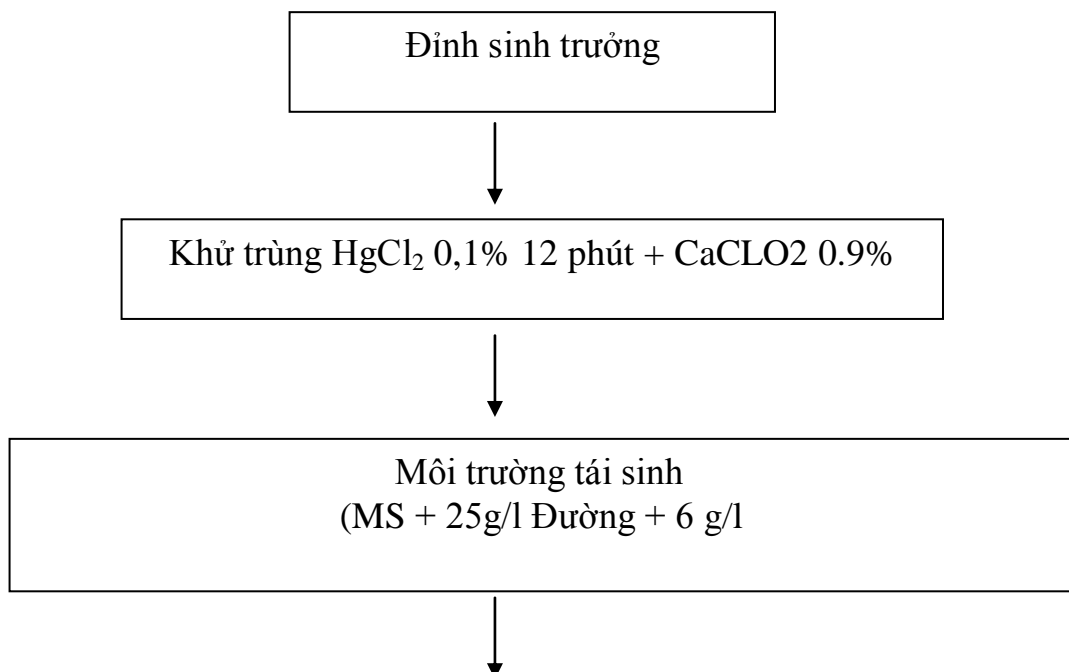 Đỉnh sinh trưởng
Khử trùng HgCl₂ 0,1% 12 phút + CaCLO2 0.9%
Môi trường tái sinh
(MS + 25g/l Đường + 6 g/l